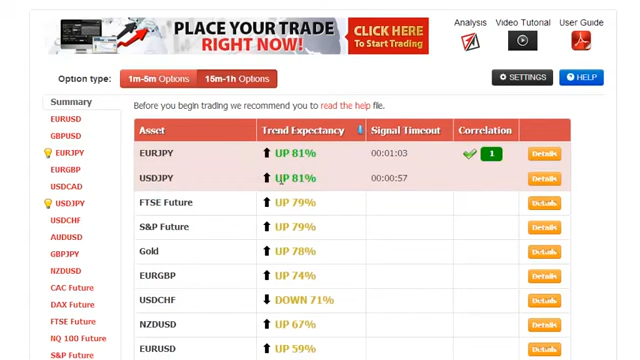 PLACE YOUR TRADE
RIGHT NOW!
CLICK HERE
To Start Trading
Analysis
Video Tutorial
User Guide
Option type:
1m-5m Options
15m-1h Options
SETTINGS
HELP
Summary
EURUSD
GBPUSD
EURJPY
EURGBP
USDCAD
USDJPY
USDCHF
AUDUSD
GBPJPY
NZDUSD
CAC Future
DAX Future
FTSE Future
NQ 100 Future
S&P Future
Before you begin trading we recommend you to read the help file.
Asset Trend Expectancy Signal Timeout Correlation
EURJPY UP 81% 00:01:03 1 Details
USDJPY UP 81% 00:00:57 Details
FTSE Future UP 79% Details
S&P Future UP 79% Details
Gold UP 78% Details
EURGBP UP 74% Details
USDCHF DOWN 71% Details
NZDUSD UP 67% Details
EURUSD UP 59% Details